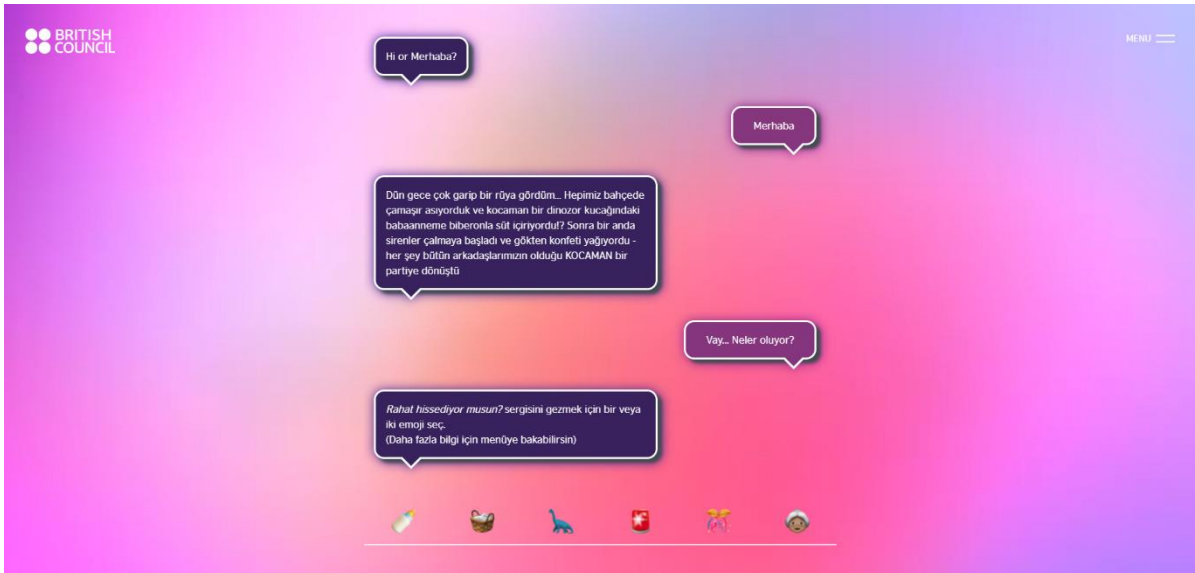 BRITISH
COUNCIL
MENU
Hi or Merhaba?
Merhaba
Dün gece çok garip bir rüya gördüm... Hepimiz bahçede
çamaşır asıyorduk ve kocaman bir dinozor kucağındaki
babaanneme biberonla süt içiriyordu!? Sonra bir anda
sirenler çalmaya başladı ve gökten konfeti yağıyordu -
her şey bütün arkadaşlarımızın olduğu KOCAMAN bir
partiye dönüştü
Vay... Neler oluyor?
Rahat hissediyor musun? sergisini gezmek için bir veya
iki emoji seç.
(Daha fazla bilgi için menüye bakabilirsin)